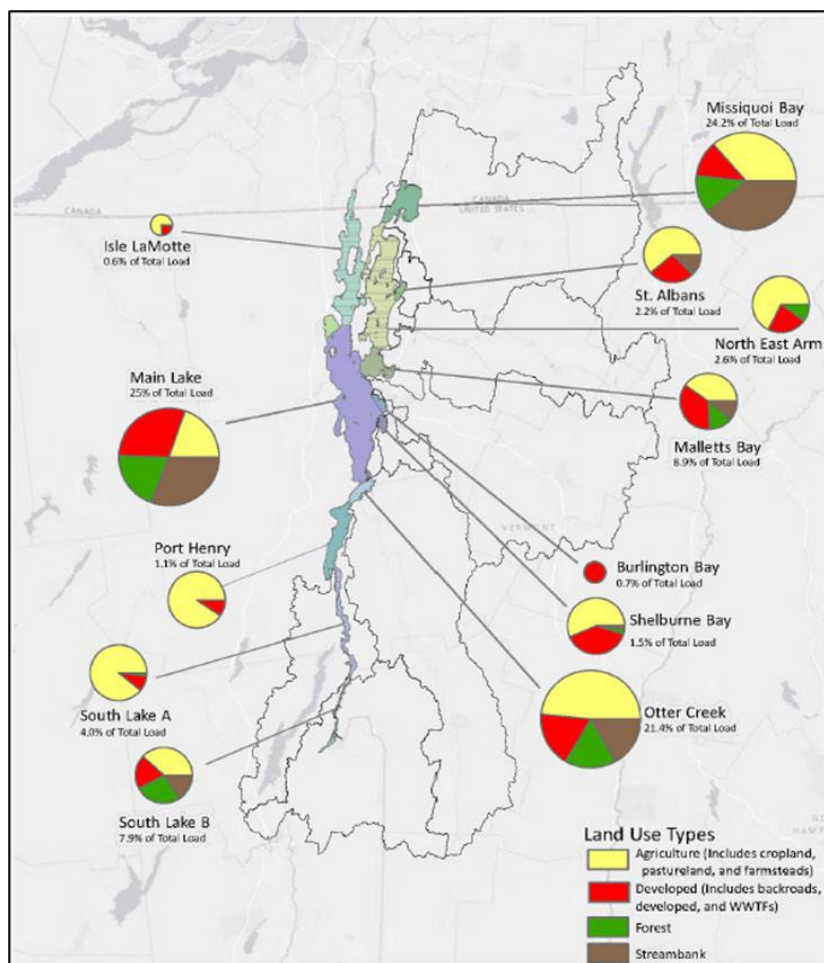 Missiquoi Bay
24.2% of Total Load
CANADA
CANADA
UNITED STATES
Isle LaMotte
0.6% of Total Load
St. Albans
2.2% of Total Load
North East Arm
2.6% of Total Load
Main Lake
25% of Total Load
Malletts Bay
8.9% of Total Load
VERMONT
Port Henry
1.1% of Total Load
Burlington Bay
0.7% of Total Load
Shelburne Bay
1.5% of Total Load
South Lake A
4.0% of Total Load
Otter Creek
21.4% of Total Load
South Lake B
7.9% of Total Load
Land Use Types
Agriculture (Includes cropland,
pastureland, and farmsteads)
Developed (Includes backroads,
developed, and WWTFs)
Forest
Streambank